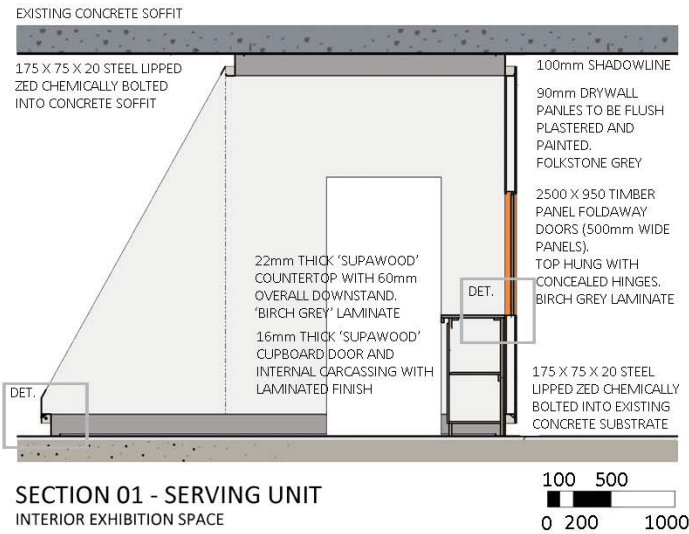 EXISTING CONCRETE SOFFIT
175 X 75 X 20 STEEL LIPPED
ZED CHEMICALLY BOLTED
INTO CONCRETE SOFFIT
100mm SHADOWLINE
90mm DRYWALL
PANLES TO BE FLUSH
PLASTERED AND
PAINTED.
FOLKSTONE GREY
2500 X 950 TIMBER
PANEL FOLDAWAY
DOORS (500mm WIDE
PANELS).
TOP HUNG WITH
CONCEALED HINGES.
BIRCH GREY LAMINATE
22mm THICK ‘SUPAWOOD’
COUNTERTOP WITH 60mm
OVERALL DOWNSTAND.
‘BIRCH GREY’ LAMINATE
16mm THICK ‘SUPAWOOD’
CUPBOARD DOOR AND
INTERNAL CARCASSING WITH
LAMINATED FINISH
DET.
175 X 75 X 20 STEEL
LIPPED ZED CHEMICALLY
BOLTED INTO EXISTING
CONCRETE SUBSTRATE
DET.
SECTION 01 - SERVING UNIT
INTERIOR EXHIBITION SPACE
100 500
0 200 1000